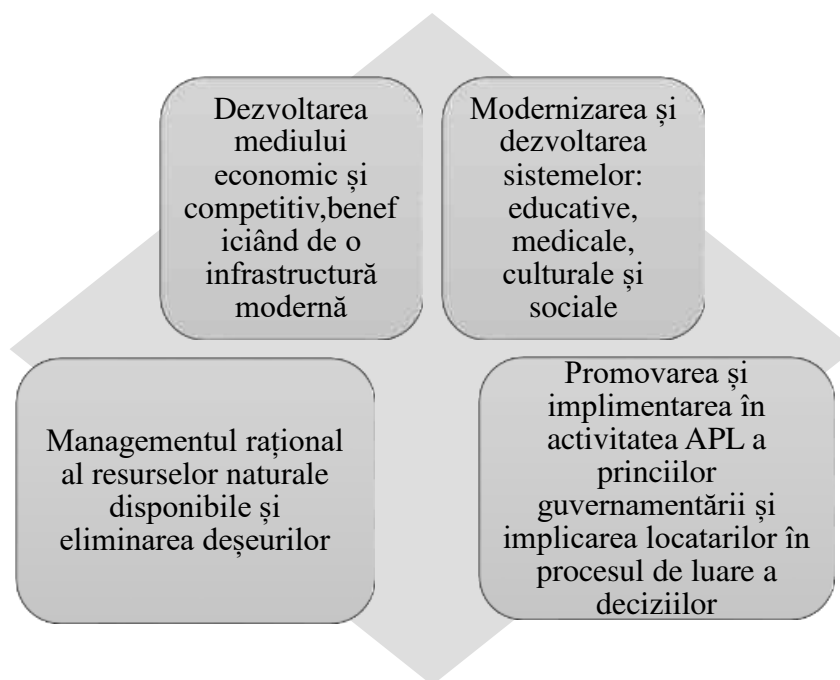 Dezvoltarea
mediului
economic și
competitiv,benef
iciând de o
infrastructură
modernă
Modernizarea și
dezvoltarea
sistemelor:
educative,
medicale,
culturale și
sociale
Managementul rațional
al resurselor naturale
disponibile și
eliminarea deșeurilor
Promovarea și
implimentarea în
activitatea APL a
princiilor
guvernamentării și
implicarea locatarilor în
procesul de luare a
deciziilor